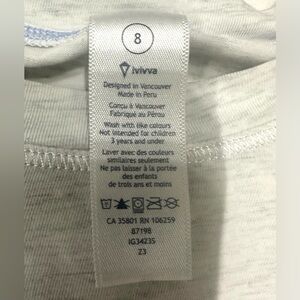 8
ivivva
Designed in Vancouver
Made in Peru
Conçu à Vancouver
Fabriqué au Pérou
Wash with like colours
Not intended for children
3 years and under
Laver avec des couleurs
similaires seulement
Ne pas laisser à la portée
des enfants
de trois ans et moins
CA 35801 RN 106259
87198
IG3423S
23